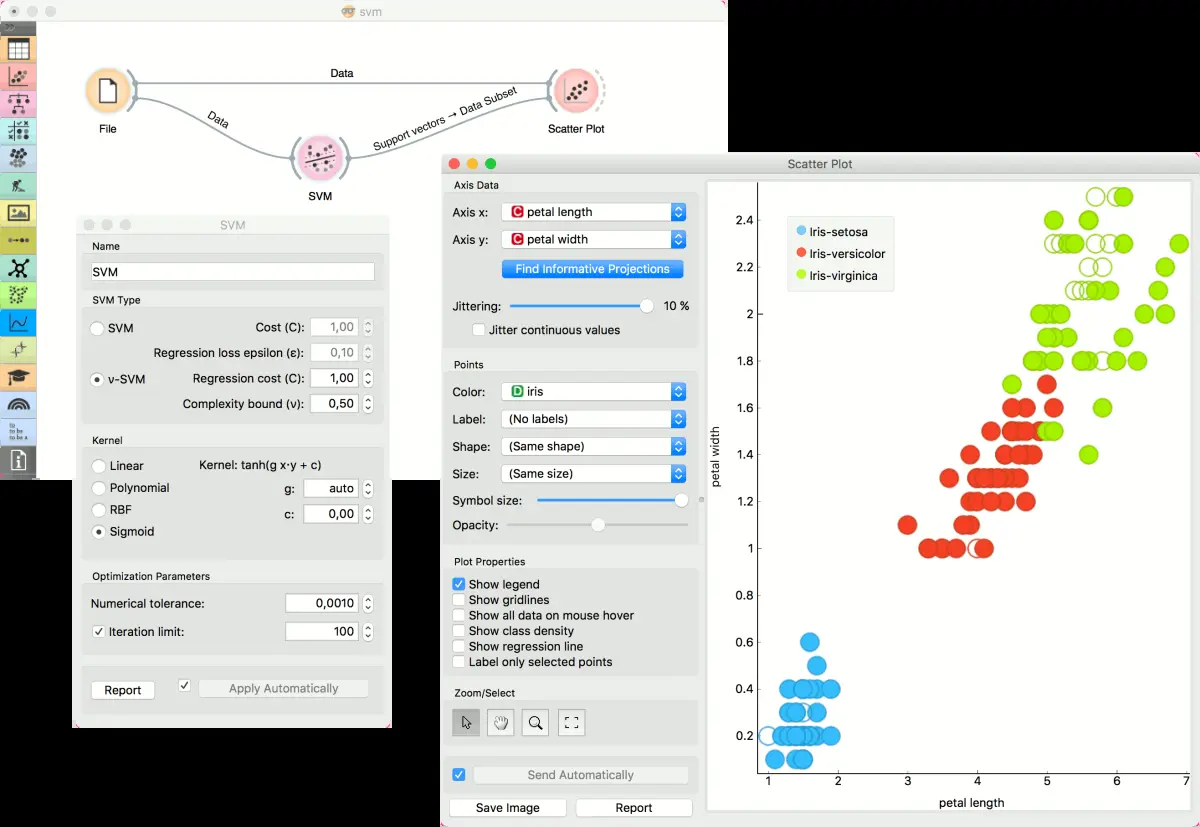 svm
Data
Data
Support vectors → Data Subset
File
Scatter Plot
SVM
SVM
Name
SVM
SVM Type
SVM
Cost (C): 1,00
Regression loss epsilon (ε): 0,10
ν-SVM
Regression cost (C): 1,00
Complexity bound (ν): 0,50
Kernel
Linear
Kernel: tanh(g x·y + c)
Polynomial
g: auto
RBF
c: 0,00
Sigmoid
Optimization Parameters
Numerical tolerance: 0,0010
Iteration limit: 100
Report
Apply Automatically
to
to be
to be a
Scatter Plot
Axis Data
Axis x: C petal length
Axis y: C petal width
Find Informative Projections
Jittering: 10 %
Jitter continuous values
Points
Color: D iris
Label: (No labels)
Shape: (Same shape)
Size: (Same size)
Symbol size:
Opacity:
Plot Properties
Show legend
Show gridlines
Show all data on mouse hover
Show class density
Show regression line
Label only selected points
Zoom/Select
Send Automatically
Save Image
Report
Iris-setosa
Iris-versicolor
Iris-virginica
petal width
2.4
2.2
2
1.8
1.6
1.4
1.2
1
0.8
0.6
0.4
0.2
1 2 3 4 5 6 7
petal length